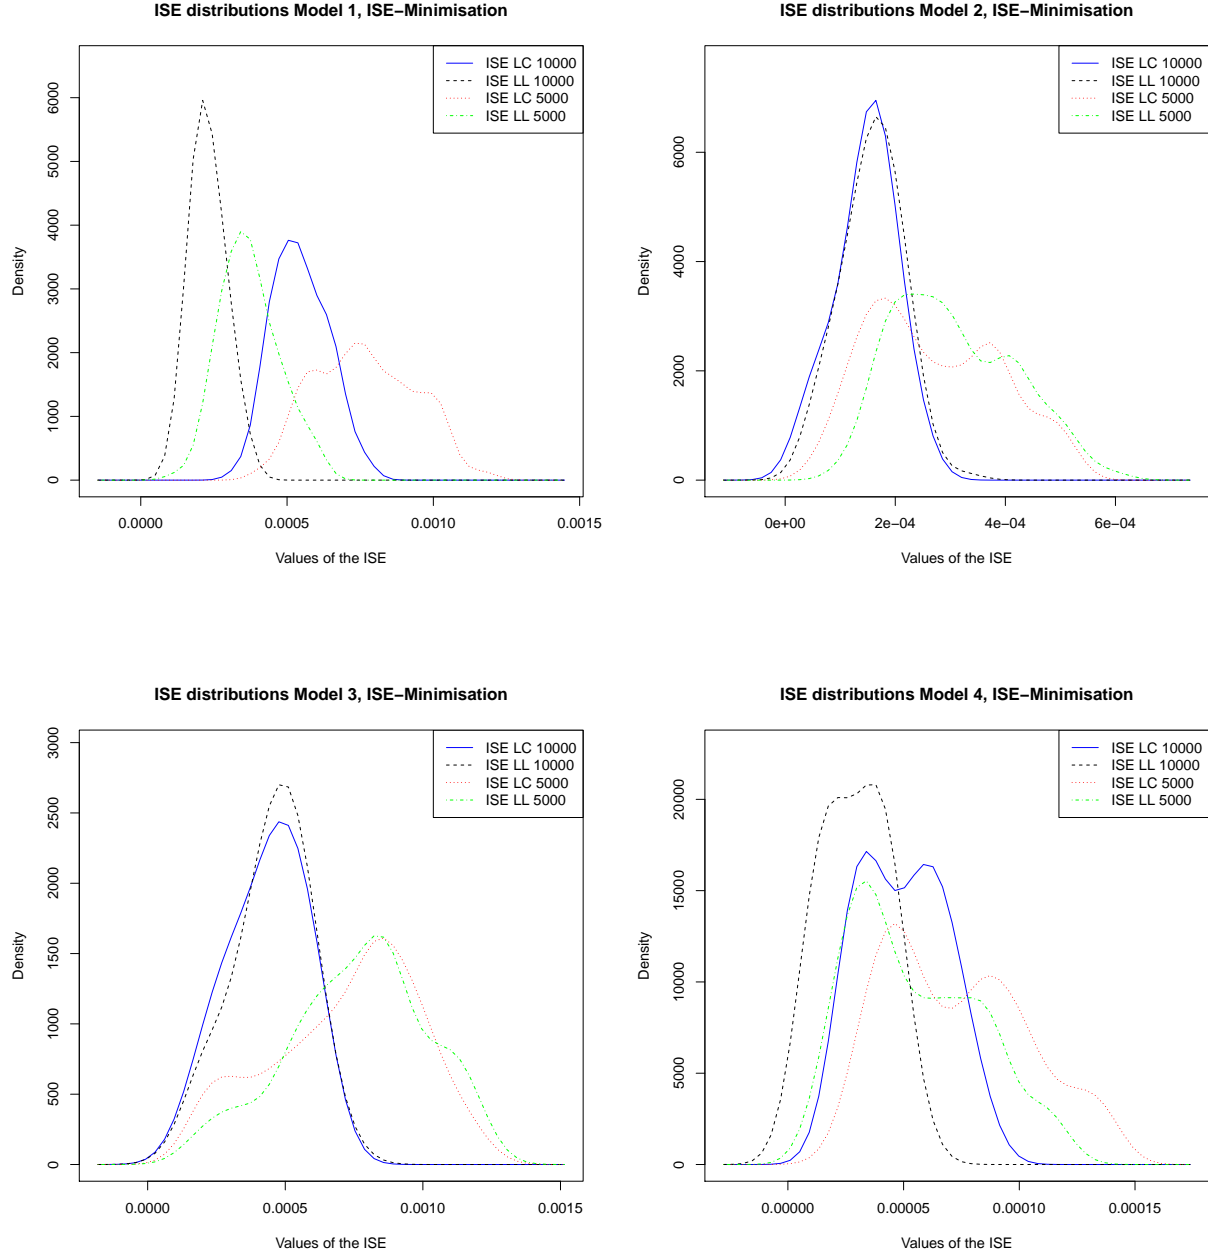 ISE distributions Model 1, ISE−Minimisation
ISE LC 10000
ISE LL 10000
ISE LC 5000
ISE LL 5000
Density
0
1000
2000
3000
4000
5000
6000
0.0000 0.0005 0.0010 0.0015
Values of the ISE
ISE distributions Model 2, ISE−Minimisation
ISE LC 10000
ISE LL 10000
ISE LC 5000
ISE LL 5000
Density
0
2000
4000
6000
0e+00 2e−04 4e−04 6e−04
Values of the ISE
ISE distributions Model 3, ISE−Minimisation
ISE LC 10000
ISE LL 10000
ISE LC 5000
ISE LL 5000
Density
0
500
1000
1500
2000
2500
3000
0.0000 0.0005 0.0010 0.0015
Values of the ISE
ISE distributions Model 4, ISE−Minimisation
ISE LC 10000
ISE LL 10000
ISE LC 5000
ISE LL 5000
Density
0
5000
10000
15000
20000
0.00000 0.00005 0.00010 0.00015
Values of the ISE